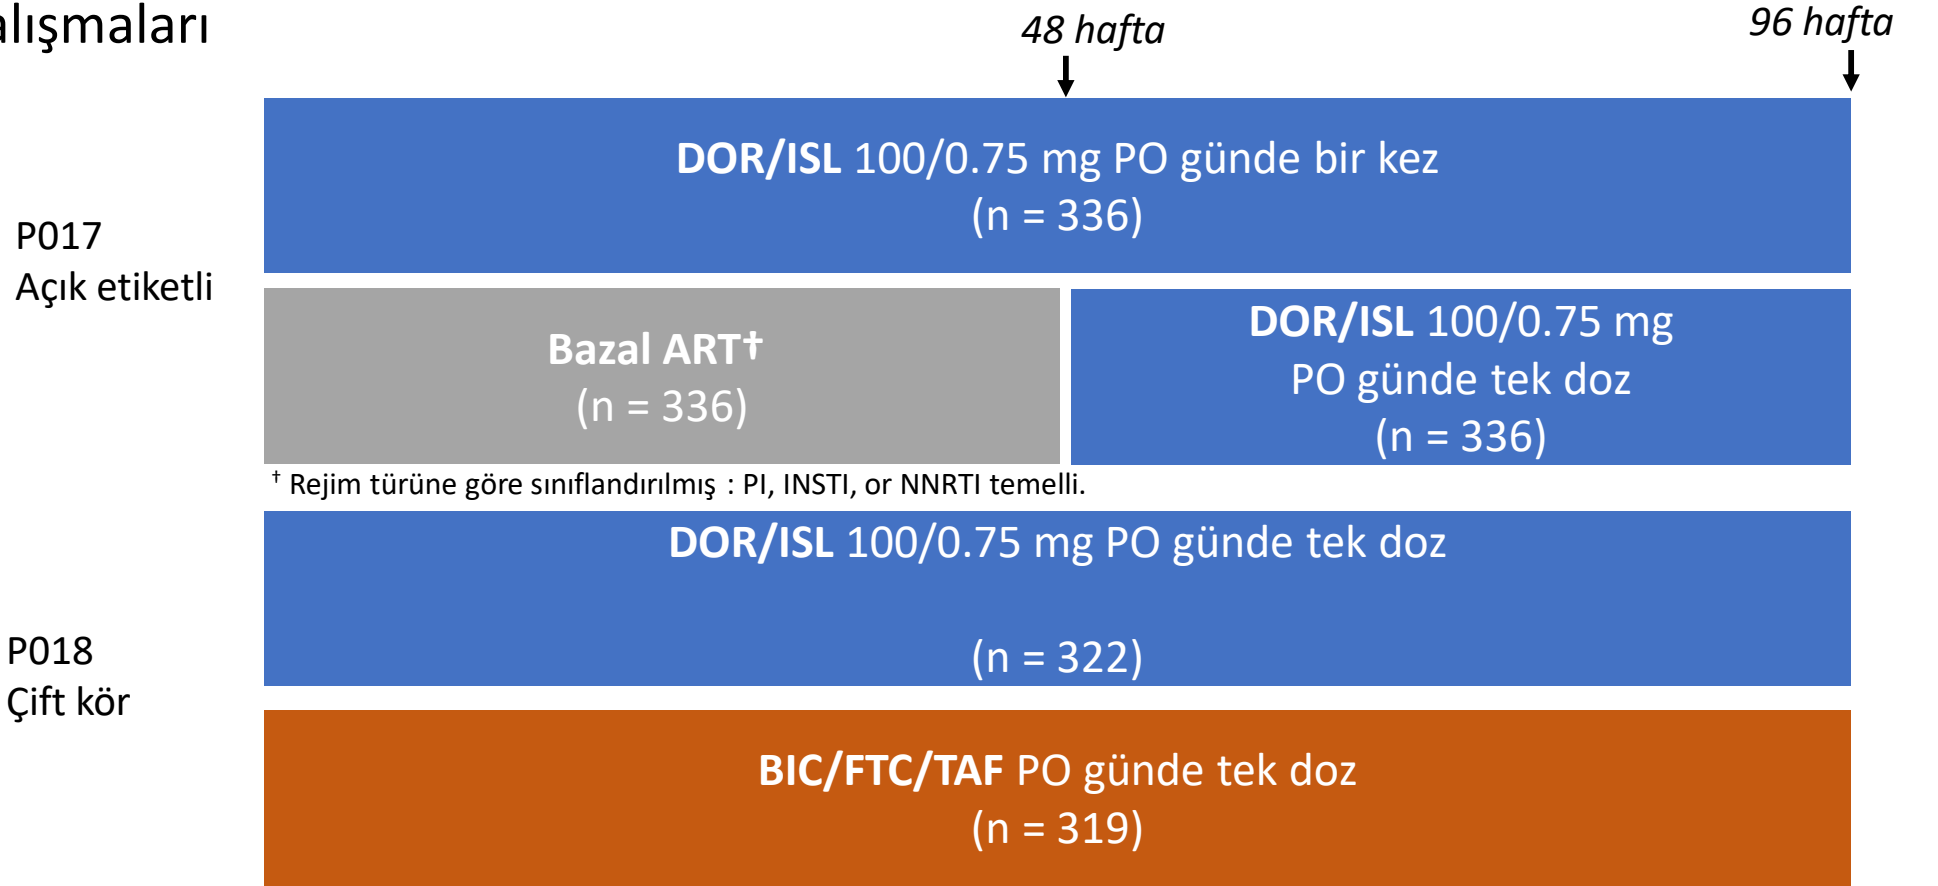 alışmaları
48 hafta
96 hafta
DOR/ISL 100/0.75 mg PO günde bir kez
(n = 336)
P017
Açık etiketli
Bazal ART†
(n = 336)
DOR/ISL 100/0.75 mg
PO günde tek doz
(n = 336)
† Rejim türüne göre sınıflandırılmış : PI, INSTI, or NNRTI temelli.
DOR/ISL 100/0.75 mg PO günde tek doz
(n = 322)
P018
Çift kör
BIC/FTC/TAF PO günde tek doz
(n = 319)